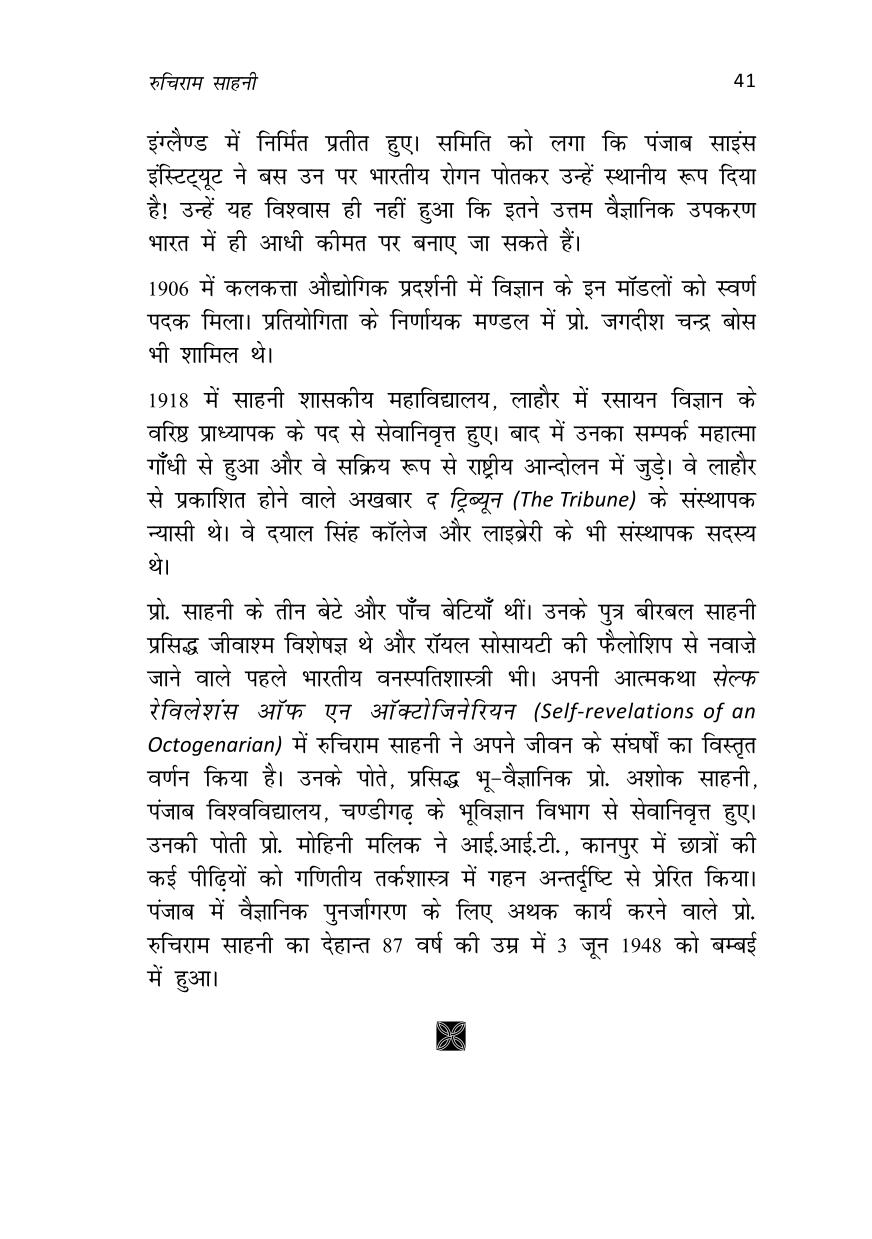 रुचिराम साहनी 41
इंग्लैण्ड में निर्मित प्रतीत हुए। समिति को लगा कि पंजाब साइंस
इंस्टिट्यूट ने बस उन पर भारतीय रोगन पोतकर उन्हें स्थानीय रूप दिया
है! उन्हें यह विश्वास ही नहीं हुआ कि इतने उत्तम वैज्ञानिक उपकरण
भारत में ही आधी कीमत पर बनाए जा सकते हैं।
1906 में कलकत्ता औद्योगिक प्रदर्शनी में विज्ञान के इन मॉडलों को स्वर्ण
पदक मिला। प्रतियोगिता के निर्णायक मण्डल में प्रो. जगदीश चन्द्र बोस
भी शामिल थे।
1918 में साहनी शासकीय महाविद्यालय, लाहौर में रसायन विज्ञान के
वरिष्ठ प्राध्यापक के पद से सेवानिवृत्त हुए। बाद में उनका सम्पर्क महात्मा
गाँधी से हुआ और वे सक्रिय रूप से राष्ट्रीय आन्दोलन में जुड़े। वे लाहौर
से प्रकाशित होने वाले अखबार द ट्रिब्यून (The Tribune) के संस्थापक
न्यासी थे। वे दयाल सिंह कॉलेज और लाइब्रेरी के भी संस्थापक सदस्य
थे।
प्रो. साहनी के तीन बेटे और पाँच बेटियाँ थीं। उनके पुत्र बीरबल साहनी
प्रसिद्ध जीवाश्म विशेषज्ञ थे और रॉयल सोसायटी की फैलोशिप से नवाज़े
जाने वाले पहले भारतीय वनस्पतिशास्त्री भी। अपनी आत्मकथा सेल्फ
रेविलेशंस ऑफ एन ऑक्टोजिनेरियन (Self-revelations of an
Octogenarian) में रुचिराम साहनी ने अपने जीवन के संघर्षों का विस्तृत
वर्णन किया है। उनके पोते, प्रसिद्ध भू-वैज्ञानिक प्रो. अशोक साहनी,
पंजाब विश्वविद्यालय, चण्डीगढ़ के भूविज्ञान विभाग से सेवानिवृत्त हुए।
उनकी पोती प्रो. मोहिनी मलिक ने आई.आई.टी., कानपुर में छात्रों की
कई पीढ़ियों को गणितीय तर्कशास्त्र में गहन अन्तर्दृष्टि से प्रेरित किया।
पंजाब में वैज्ञानिक पुनर्जागरण के लिए अथक कार्य करने वाले प्रो.
रुचिराम साहनी का देहान्त 87 वर्ष की उम्र में 3 जून 1948 को बम्बई
में हुआ।